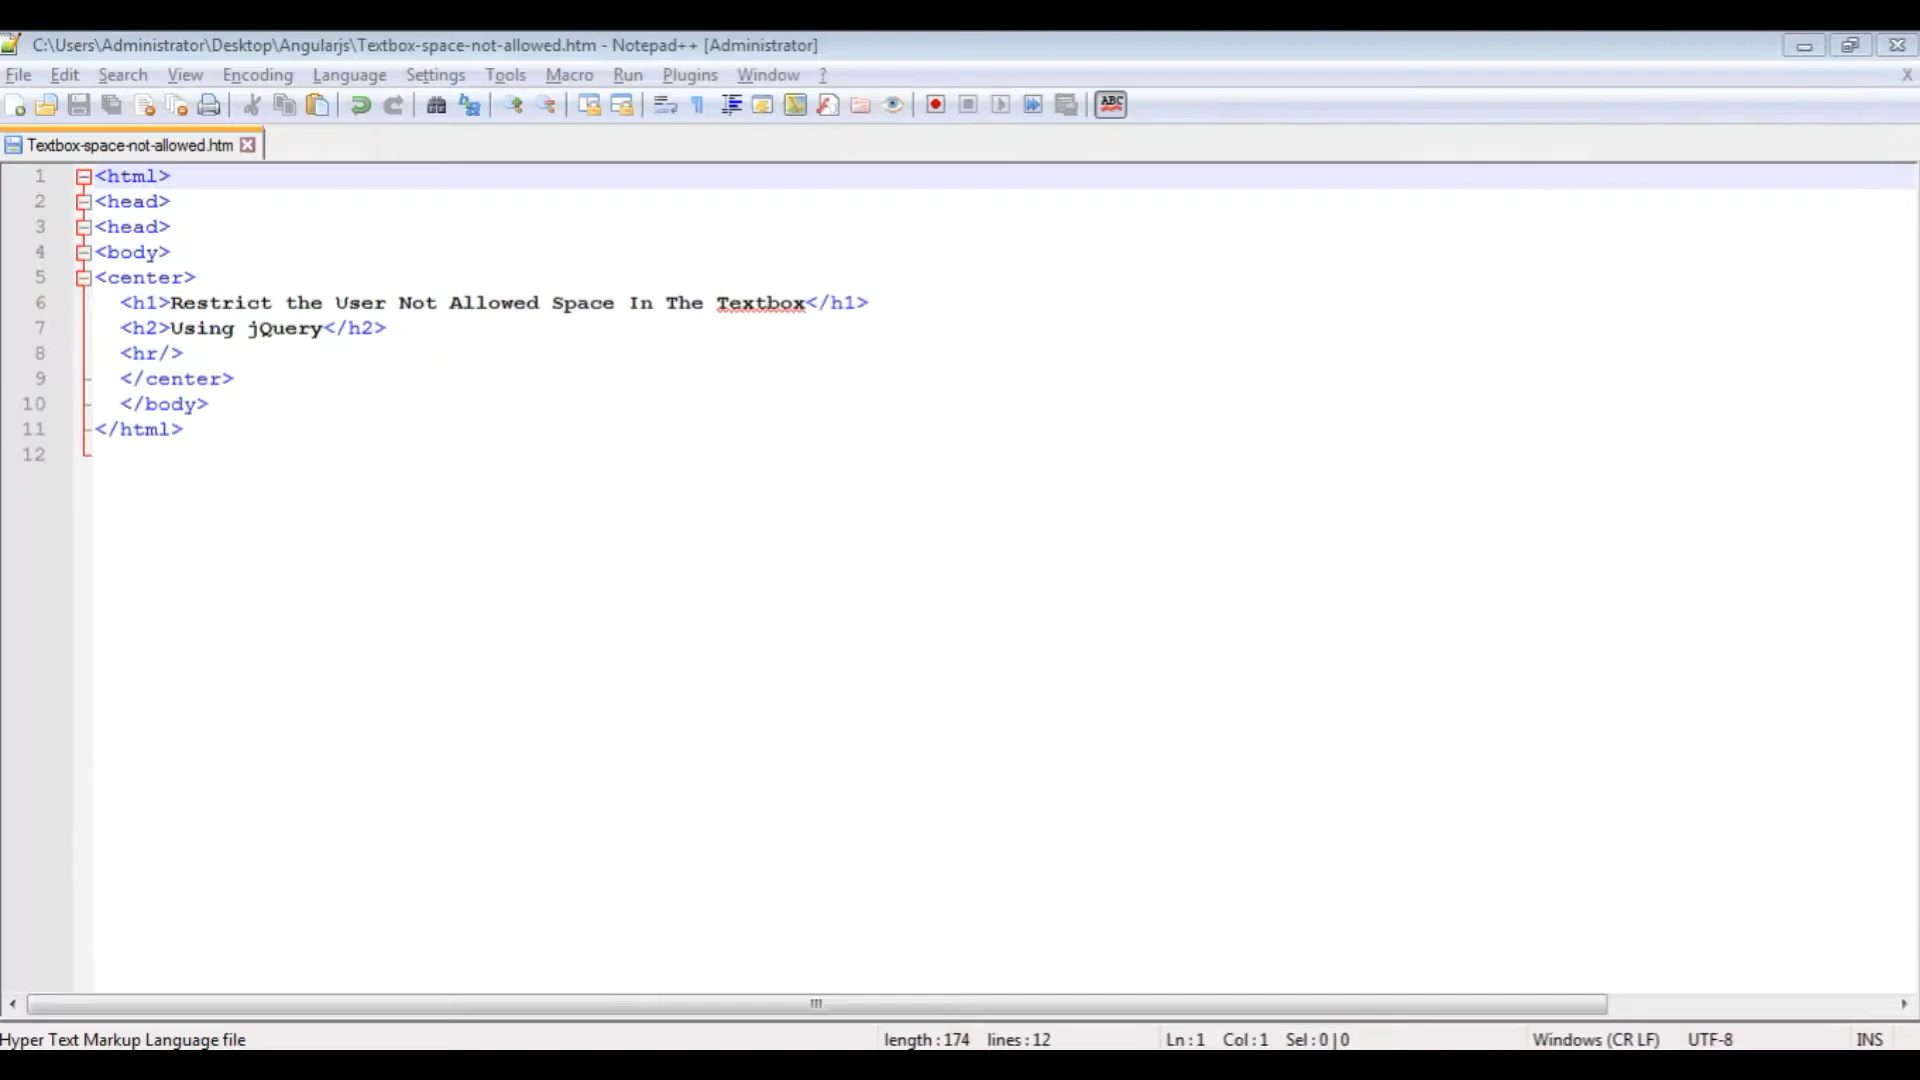 C:\Users\Administrator\Desktop\Angularjs\Textbox-space-not-allowed.htm - Notepad++ [Administrator]
File Edit Search View Encoding Language Settings Tools Macro Run Plugins Window ? X
ABC
Textbox-space-not-allowed.htm
1 <html>
2 <head>
3 <head>
4 <body>
5 <center>
6 <h1>Restrict the User Not Allowed Space In The Textbox</h1>
7 <h2>Using jQuery</h2>
8 <hr/>
9 </center>
10 </body>
11 </html>
12
Hyper Text Markup Language file length : 174 lines : 12 Ln : 1 Col : 1 Sel : 0 | 0 Windows (CR LF) UTF-8 INS